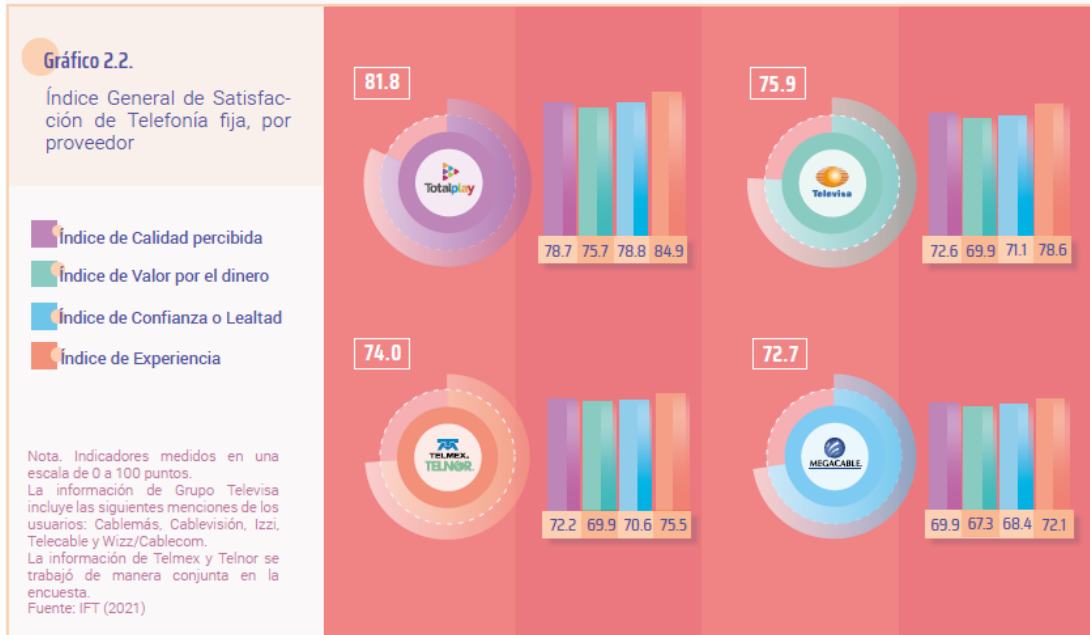 Gráfico 2.2.
Índice General de Satisfac-
ción de Telefonía fija, por
proveedor
Índice de Calidad percibida
Índice de Valor por el dinero
Índice de Confianza o Lealtad
Índice de Experiencia
Nota. Indicadores medidos en una
escala de 0 a 100 puntos.
La información de Grupo Televisa
incluye las siguientes menciones de los
usuarios: Cablemás, Cablevisión, Izzi,
Telecable y Wizz/Cablecom.
La información de Telmex y Telnor se
trabajó de manera conjunta en la
encuesta.
Fuente: IFT (2021)
81.8
Totalplay
78.7 75.7 78.8 84.9
75.9
Televisa
72.6 69.9 71.1 78.6
74.0
TELMEX.
TELNOR.
72.2 69.9 70.6 75.5
72.7
MEGACABLE.
69.9 67.3 68.4 72.1